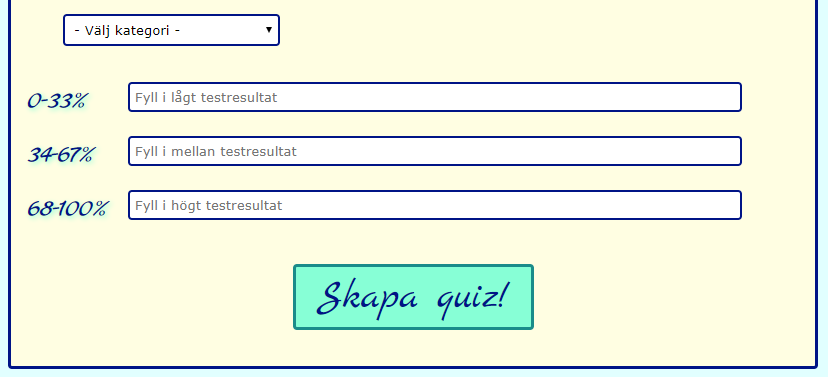 - Välj kategori -
0-33% Fyll i lågt testresultat
34-67% Fyll i mellan testresultat
68-100% Fyll i högt testresultat
Skapa quiz!